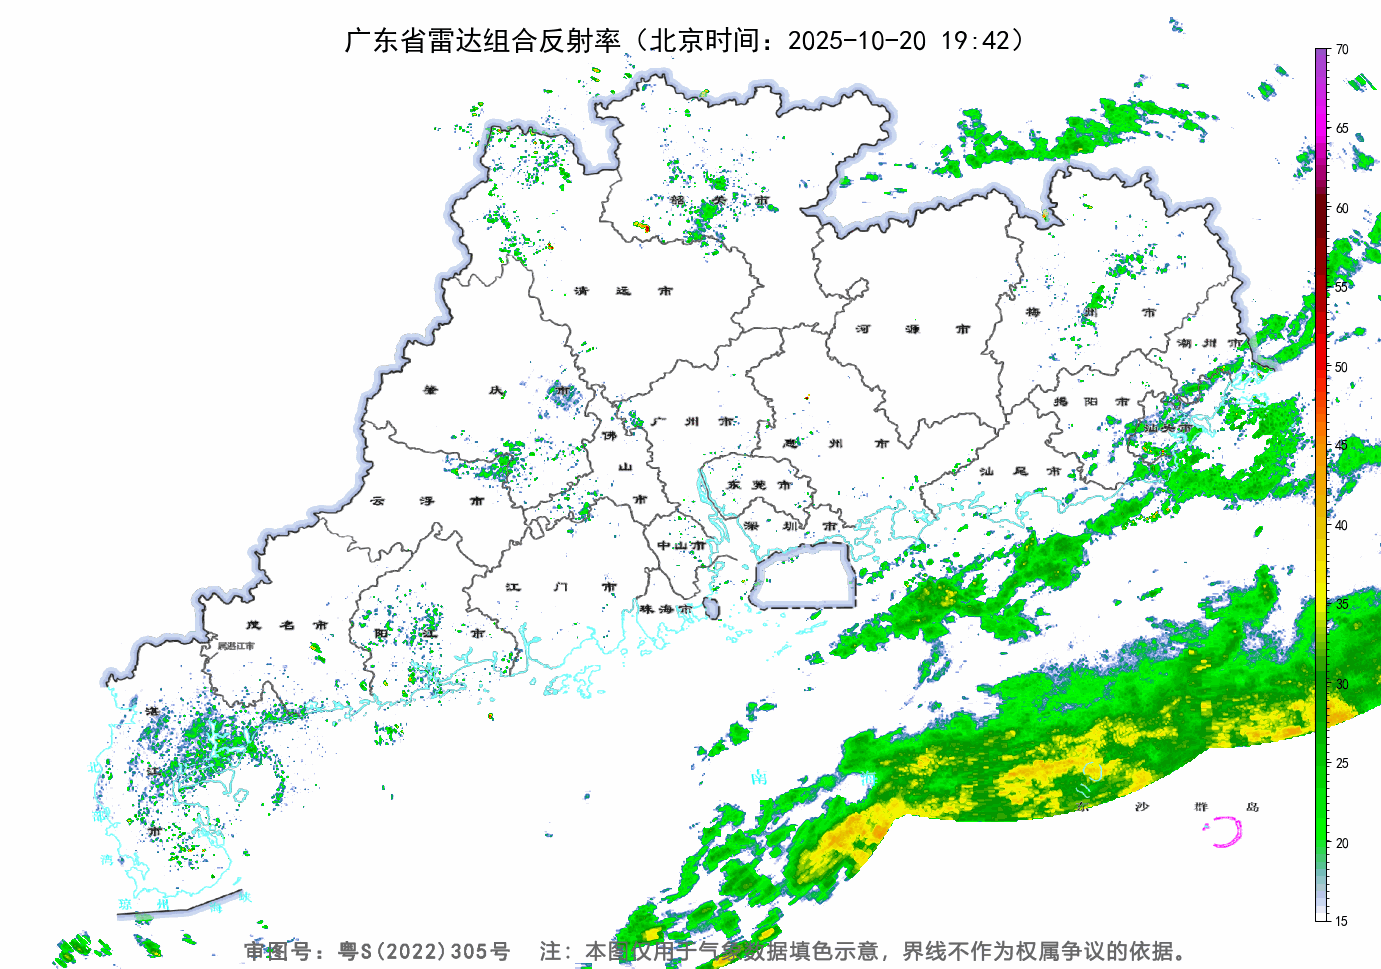 广东省雷达组合反射率（北京时间：2025-10-20 19:42）
70
65
60
55
50
45
40
35
30
25
20
15
韶关市
清远市
河源市
梅州市
潮州市
肇庆市
广州市
揭阳市
汕头市
佛山市
惠州市
汕尾市
云浮市
东莞市
深圳市
中山市
江门市
珠海市
茂名市
属湛江市
阳江市
湛江市
南海
东沙群岛
北部湾
琼州海峡
审图号：粤S(2022)305号 注：本图仅用于气象数据填色示意，界线不作为权属争议的依据。